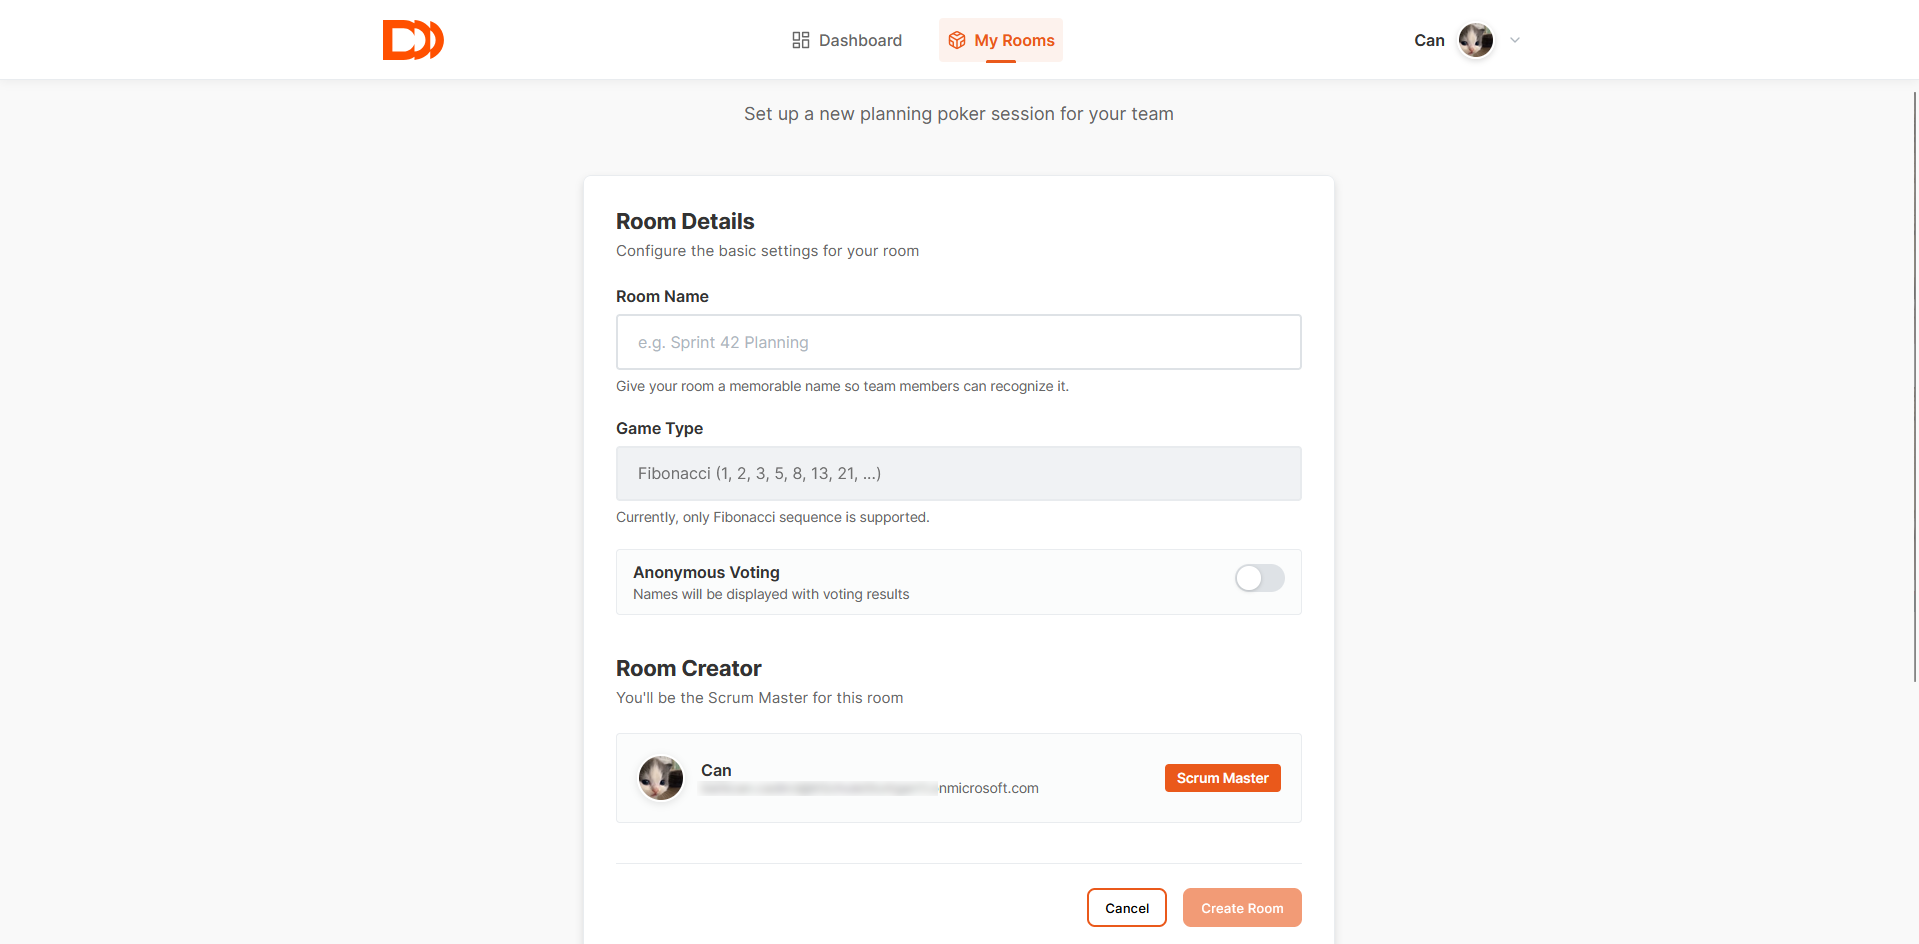 Dashboard
My Rooms
Can
Set up a new planning poker session for your team
Room Details
Configure the basic settings for your room
Room Name
e.g. Sprint 42 Planning
Give your room a memorable name so team members can recognize it.
Game Type
Fibonacci (1, 2, 3, 5, 8, 13, 21, ...)
Currently, only Fibonacci sequence is supported.
Anonymous Voting
Names will be displayed with voting results
Room Creator
You'll be the Scrum Master for this room
Can
nmicrosoft.com
Scrum Master
Cancel
Create Room